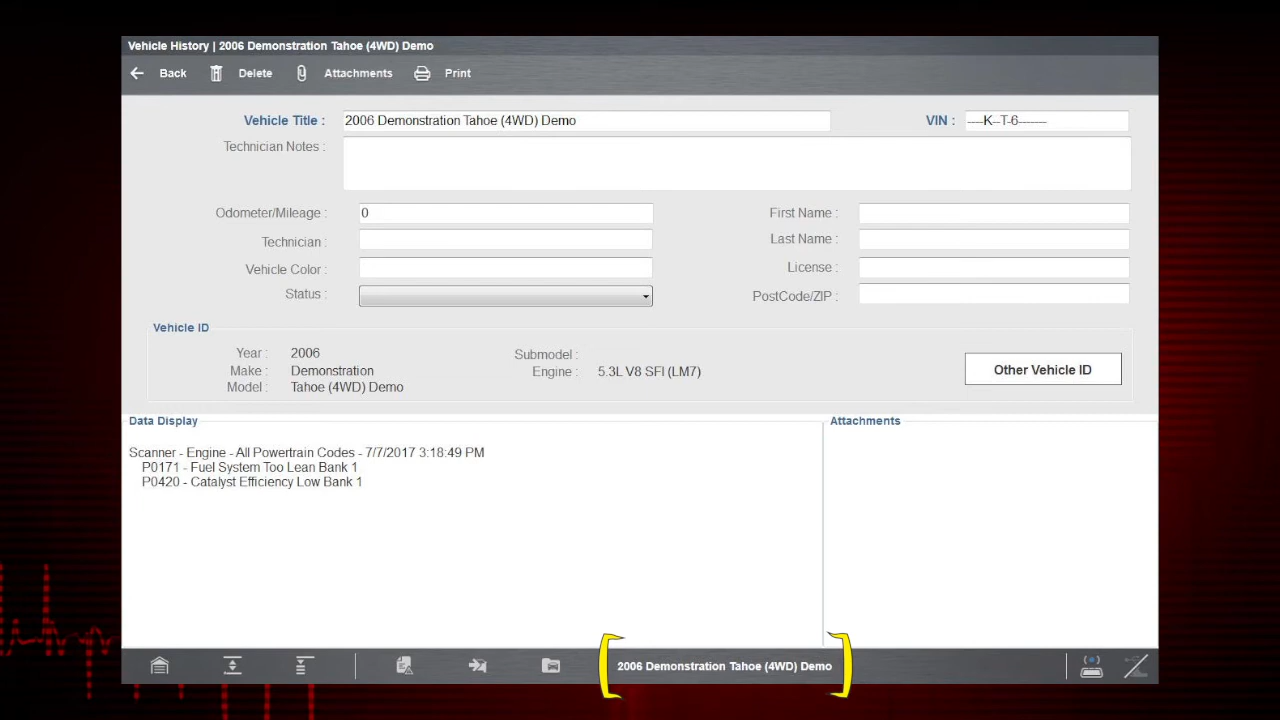 Vehicle History | 2006 Demonstration Tahoe (4WD) Demo
Back Delete Attachments Print
Vehicle Title : 2006 Demonstration Tahoe (4WD) Demo VIN : ----K--T-6-------
Technician Notes :
Odometer/Mileage : 0 First Name :
Technician : Last Name :
Vehicle Color : License :
Status : PostCode/ZIP :
Vehicle ID
Year : 2006 Submodel :
Make : Demonstration Engine : 5.3L V8 SFI (LM7)
Model : Tahoe (4WD) Demo
Other Vehicle ID
Data Display Attachments
Scanner - Engine - All Powertrain Codes - 7/7/2017 3:18:49 PM
P0171 - Fuel System Too Lean Bank 1
P0420 - Catalyst Efficiency Low Bank 1
2006 Demonstration Tahoe (4WD) Demo